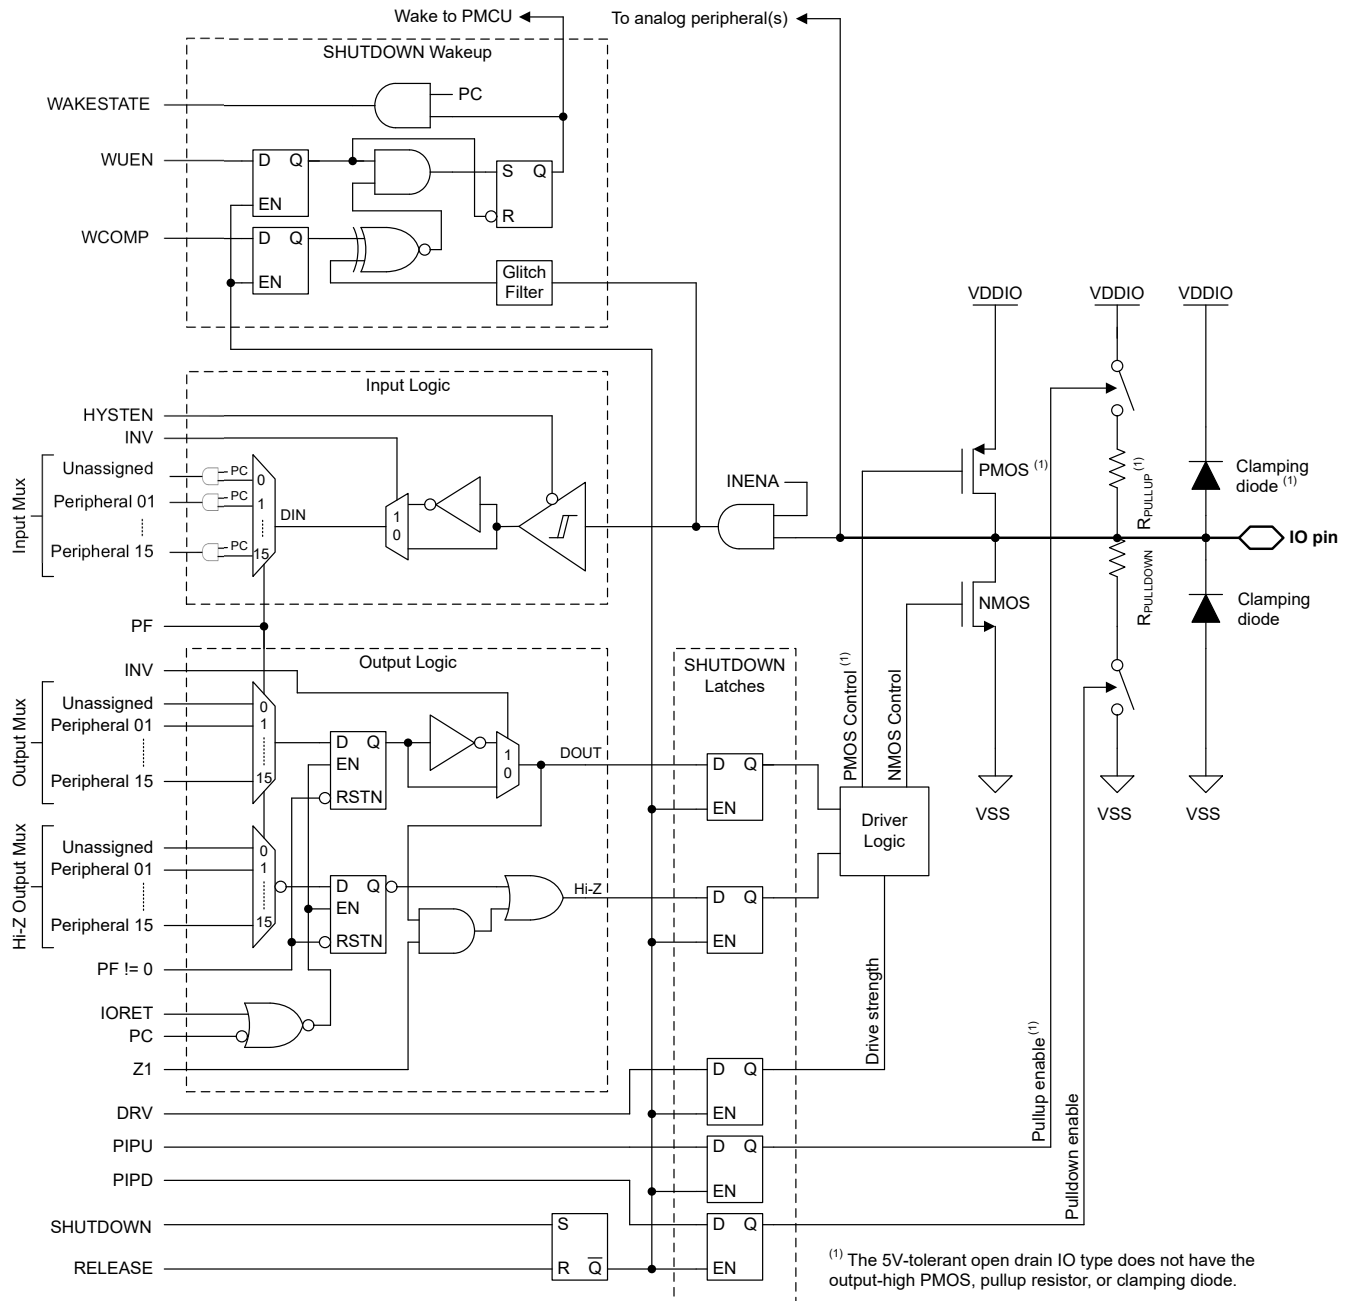 Wake to PMCU
To analog peripheral(s)
SHUTDOWN Wakeup
WAKESTATE
PC
WUEN
D Q
EN
S Q
R
WCOMP
D Q
EN
Glitch
Filter
VDDIO
VDDIO
VDDIO
Input Logic
HYSTEN
INV
Input Mux
Unassigned
PC
0
Peripheral 01
PC
1
Peripheral 15
PC
15
DIN
1
0
INENA
PMOS (1)
RPULLUP (1)
Clamping
diode (1)
IO pin
RPULLDOWN
NMOS
Clamping
diode
PF
Output Logic
INV
Output Mux
Unassigned
0
Peripheral 01
1
Peripheral 15
15
D Q
EN
RSTN
1
0
DOUT
SHUTDOWN
Latches
D Q
EN
PMOS Control (1)
NMOS Control
Driver
Logic
VSS
VSS
VSS
Hi-Z Output Mux
Unassigned
0
Peripheral 01
1
Peripheral 15
15
D Q
EN
RSTN
Hi-Z
D Q
EN
PF != 0
IORET
PC
Z1
Drive strength
DRV
D Q
EN
PIPU
D Q
EN
Pullup enable (1)
PIPD
Pulldown enable
SHUTDOWN
S
D Q
RELEASE
R Q
EN
(1) The 5V-tolerant open drain IO type does not have the
output-high PMOS, pullup resistor, or clamping diode.